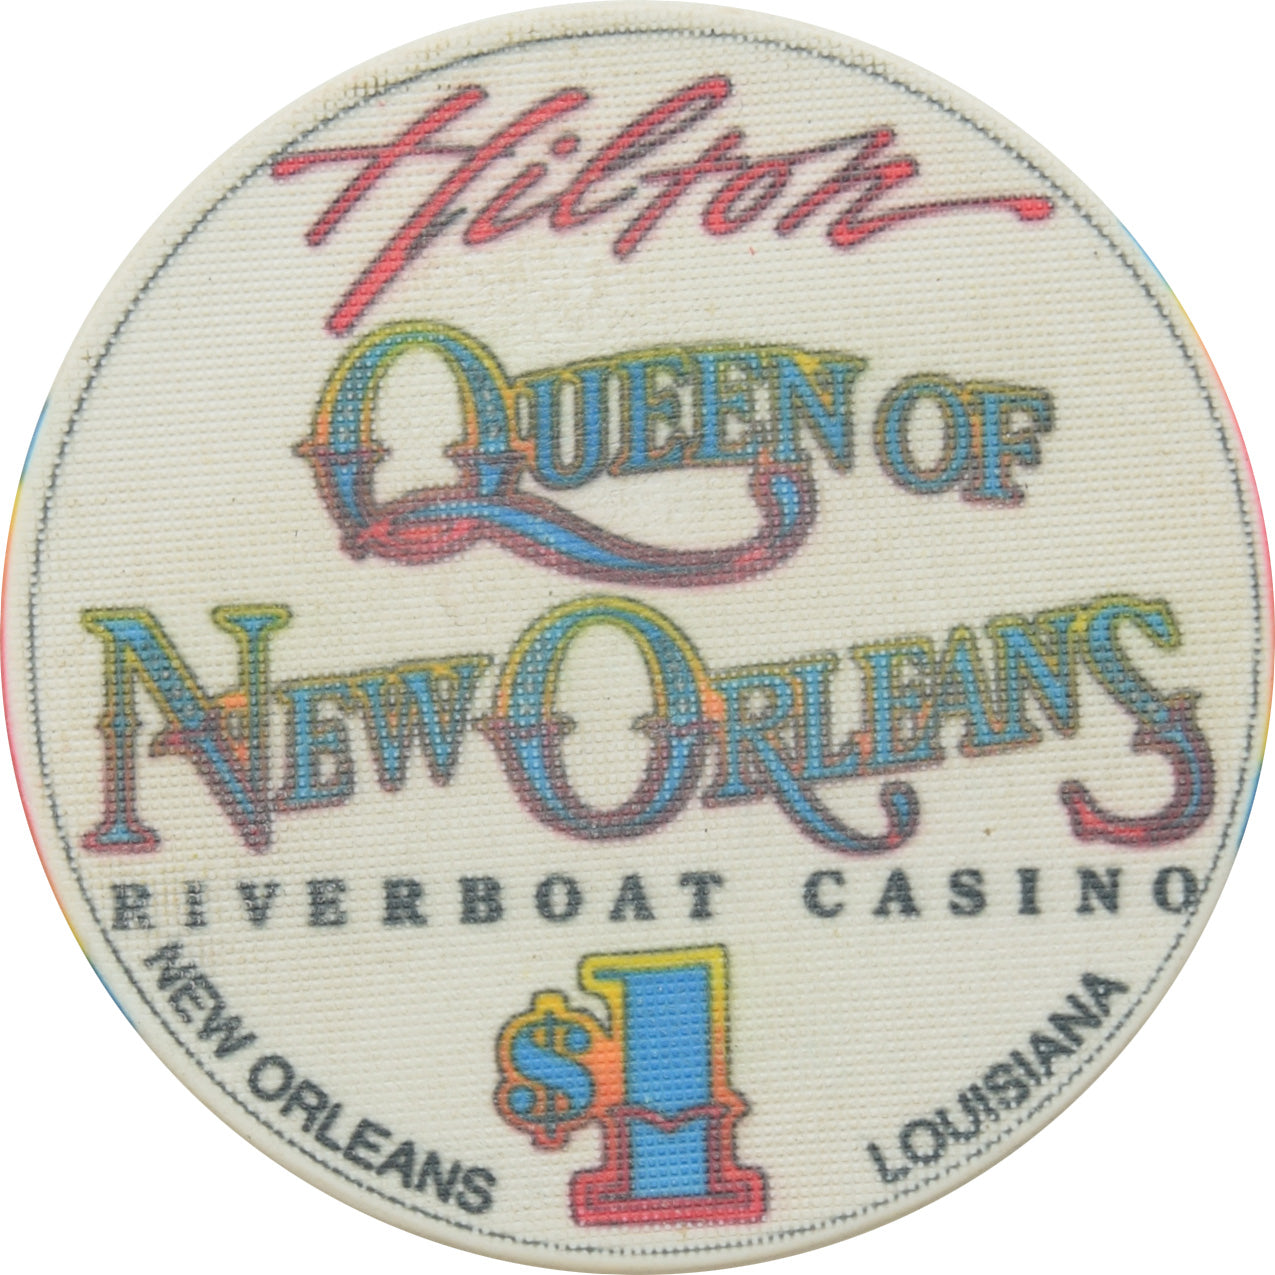 Hilton
QUEEN OF
NEW ORLEANS
RIVERBOAT CASINO
$1
NEW ORLEANS
LOUISIANA